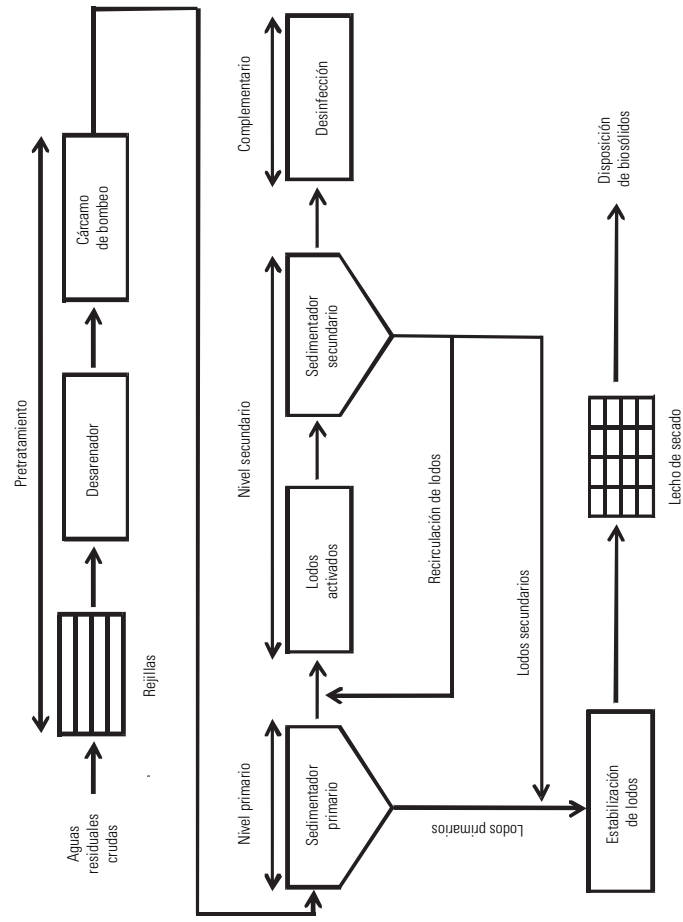 Pretratamiento
Aguas
residuales
crudas
Rejillas
Desarenador
Cárcamo
de bombeo
Nivel primario
Nivel secundario
Complementario
Sedimentador
primario
Lodos
activados
Sedimentador
secundario
Desinfección
Recirculación de lodos
Lodos primarios
Lodos secundarios
Estabilización
de lodos
Lecho de secado
Disposición
de biosólidos